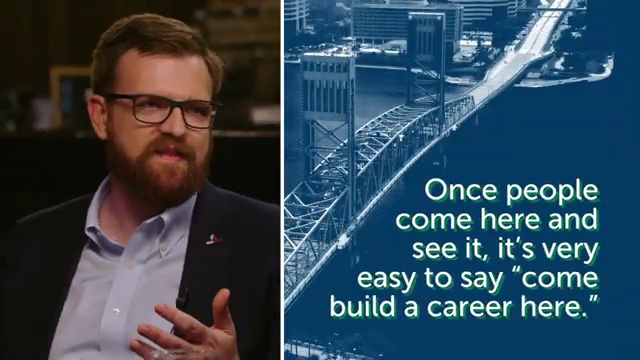 Once people
come here and
see it, it’s very
easy to say “come
build a career here.”